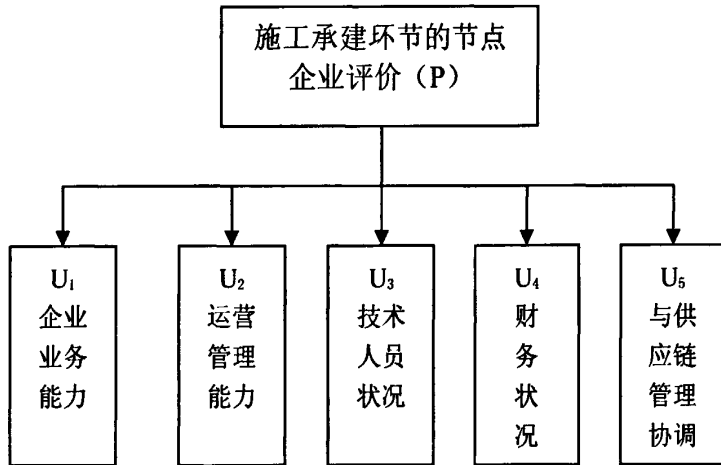 施工承建环节的节点
企业评价（P）
U₁
企业
业务
能力
U₂
运营
管理
能力
U₃
技术
人员
状况
U₄
财
务
状
况
U₅
与供
应链
管理
协调